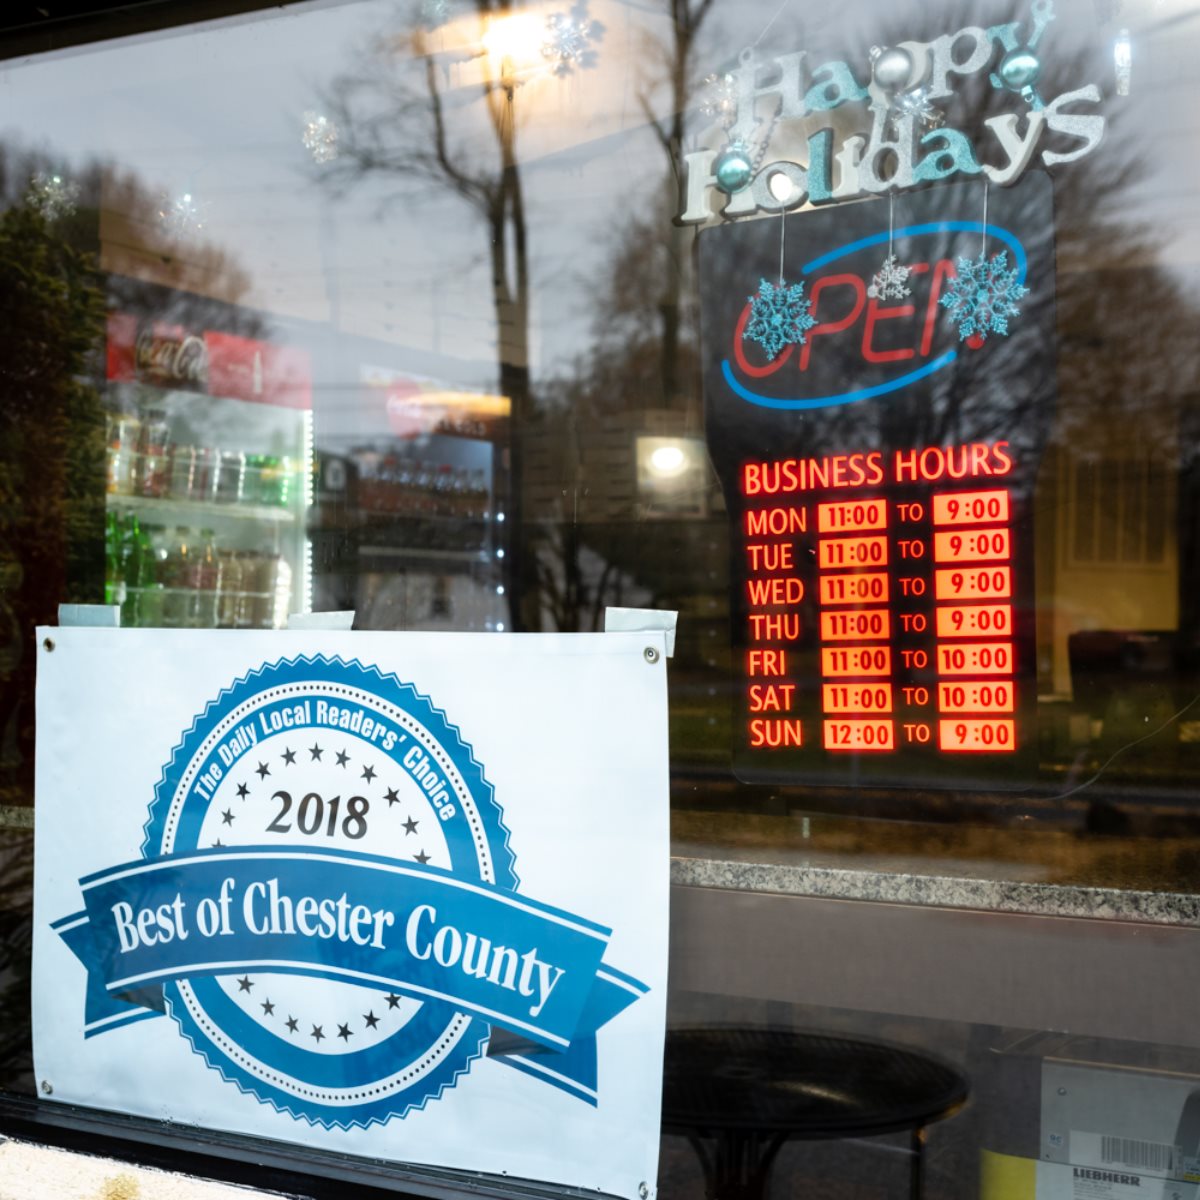 Happy
Holidays
OPEN
Coca-Cola
BUSINESS HOURS
MON 11:00 TO 9:00
TUE 11:00 TO 9:00
WED 11:00 TO 9:00
THU 11:00 TO 9:00
FRI 11:00 TO 10:00
SAT 11:00 TO 10:00
SUN 12:00 TO 9:00
The Daily Local Readers' Choice
2018
Best of Chester County
LIEBHERR